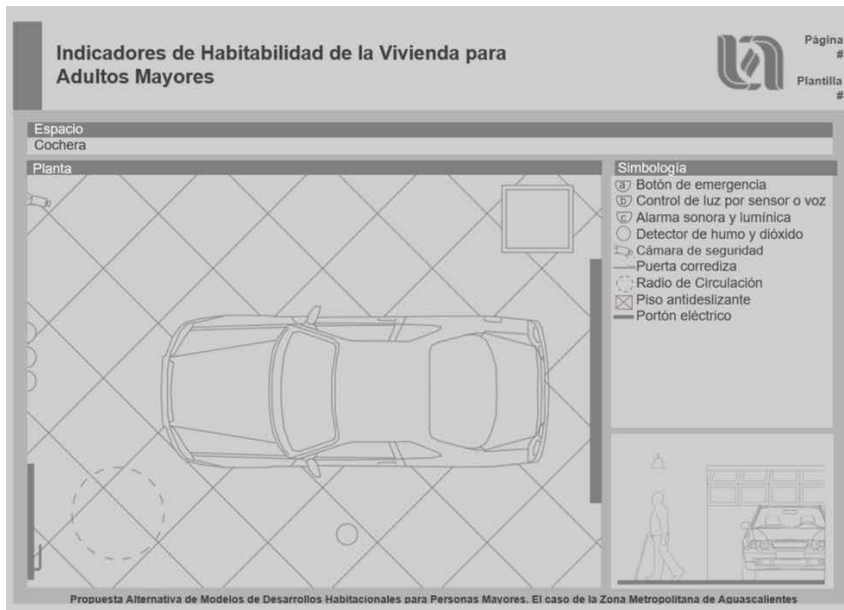 Indicadores de Habitabilidad de la Vivienda para
Adultos Mayores
Página
#
Plantilla
#
Espacio
Cochera
Planta
Simbología
a Botón de emergencia
b Control de luz por sensor o voz
c Alarma sonora y lumínica
Detector de humo y dióxido
Cámara de seguridad
Puerta corrediza
Radio de Circulación
Piso antideslizante
Portón eléctrico
Propuesta Alternativa de Modelos de Desarrollos Habitacionales para Personas Mayores. El caso de la Zona Metropolitana de Aguascalientes